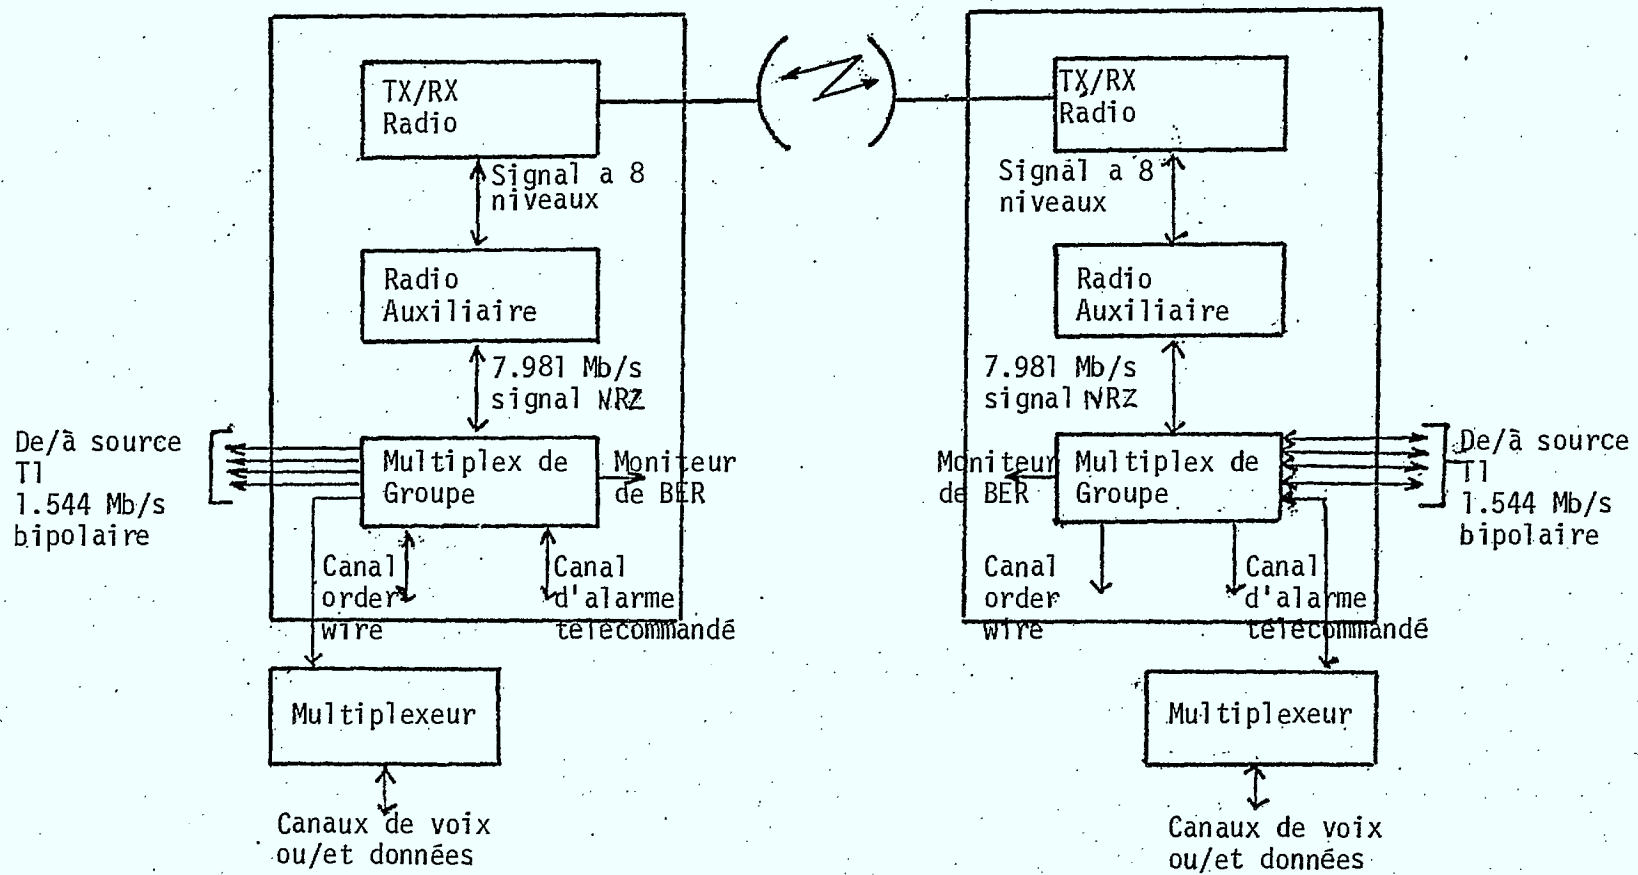 TX/RX
Radio
Signal a 8
niveaux
Radio
Auxiliaire
7.981 Mb/s
signal NRZ
De/à source
T1
1.544 Mb/s
bipolaire
Multiplex de
Groupe
Moniteur
de BER
Canal
order
wire
Canal
d'alarme
télécommandé
Multiplexeur
Canaux de voix
ou/et données
TX/RX
Radio
Signal a 8
niveaux
Radio
Auxiliaire
7.981 Mb/s
signal NRZ
Moniteur
de BER
Multiplex de
Groupe
De/à source
T1
1.544 Mb/s
bipolaire
Canal
order
wire
Canal
d'alarme
télécommandé
Multiplexeur
Canaux de voix
ou/et données